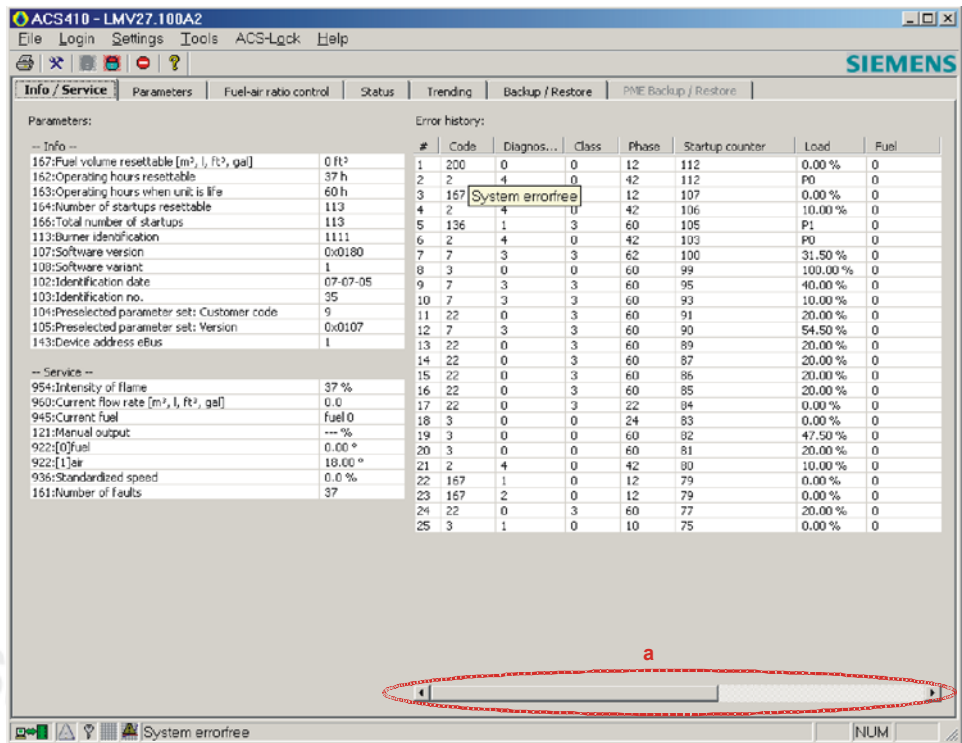 ACS410 - LMV27.100A2
File Login Settings Tools ACS-Lock Help
SIEMENS
Info / Service Parameters Fuel-air ratio control Status Trending Backup / Restore PME Backup / Restore
Parameters:
-- Info --
167:Fuel volume resettable [m³, l, ft³, gal] 0 ft³
162:Operating hours resettable 37 h
163:Operating hours when unit is life 60 h
164:Number of startups resettable 113
166:Total number of startups 113
113:Burner identification 1111
107:Software version 0x0180
108:Software variant 1
102:Identification date 07-07-05
103:Identification no. 35
104:Preselected parameter set: Customer code 9
105:Preselected parameter set: Version 0x0107
143:Device address eBus 1
-- Service --
954:Intensity of flame 37 %
960:Current flow rate [m³, l, ft³, gal] 0.0
945:Current fuel fuel 0
121:Manual output --- %
922:[0]fuel 0.00 °
922:[1]air 18.00 °
936:Standardized speed 0.0 %
161:Number of faults 37
Error history:
# Code Diagnos... Class Phase Startup counter Load Fuel
1 200 0 0 12 112 0.00 % 0
2 2 4 0 42 112 P0 0
3 167 12 107 0.00 % 0
System errorfree
4 2 4 0 42 106 10.00 % 0
5 136 1 3 60 105 P1 0
6 2 4 0 42 103 P0 0
7 7 3 3 62 100 31.50 % 0
8 3 0 0 60 99 100.00 % 0
9 7 3 3 60 95 40.00 % 0
10 7 3 3 60 93 10.00 % 0
11 22 0 3 60 91 20.00 % 0
12 7 3 3 60 90 54.50 % 0
13 22 0 3 60 89 20.00 % 0
14 22 0 3 60 87 20.00 % 0
15 22 0 3 60 86 20.00 % 0
16 22 0 3 60 85 20.00 % 0
17 22 0 3 22 84 0.00 % 0
18 3 0 0 24 83 0.00 % 0
19 3 0 0 60 82 47.50 % 0
20 3 0 0 60 81 20.00 % 0
21 2 4 0 42 80 10.00 % 0
22 167 1 0 12 79 0.00 % 0
23 167 2 0 12 79 0.00 % 0
24 22 0 3 60 77 20.00 % 0
25 3 1 0 10 75 0.00 % 0
a
System errorfree NUM